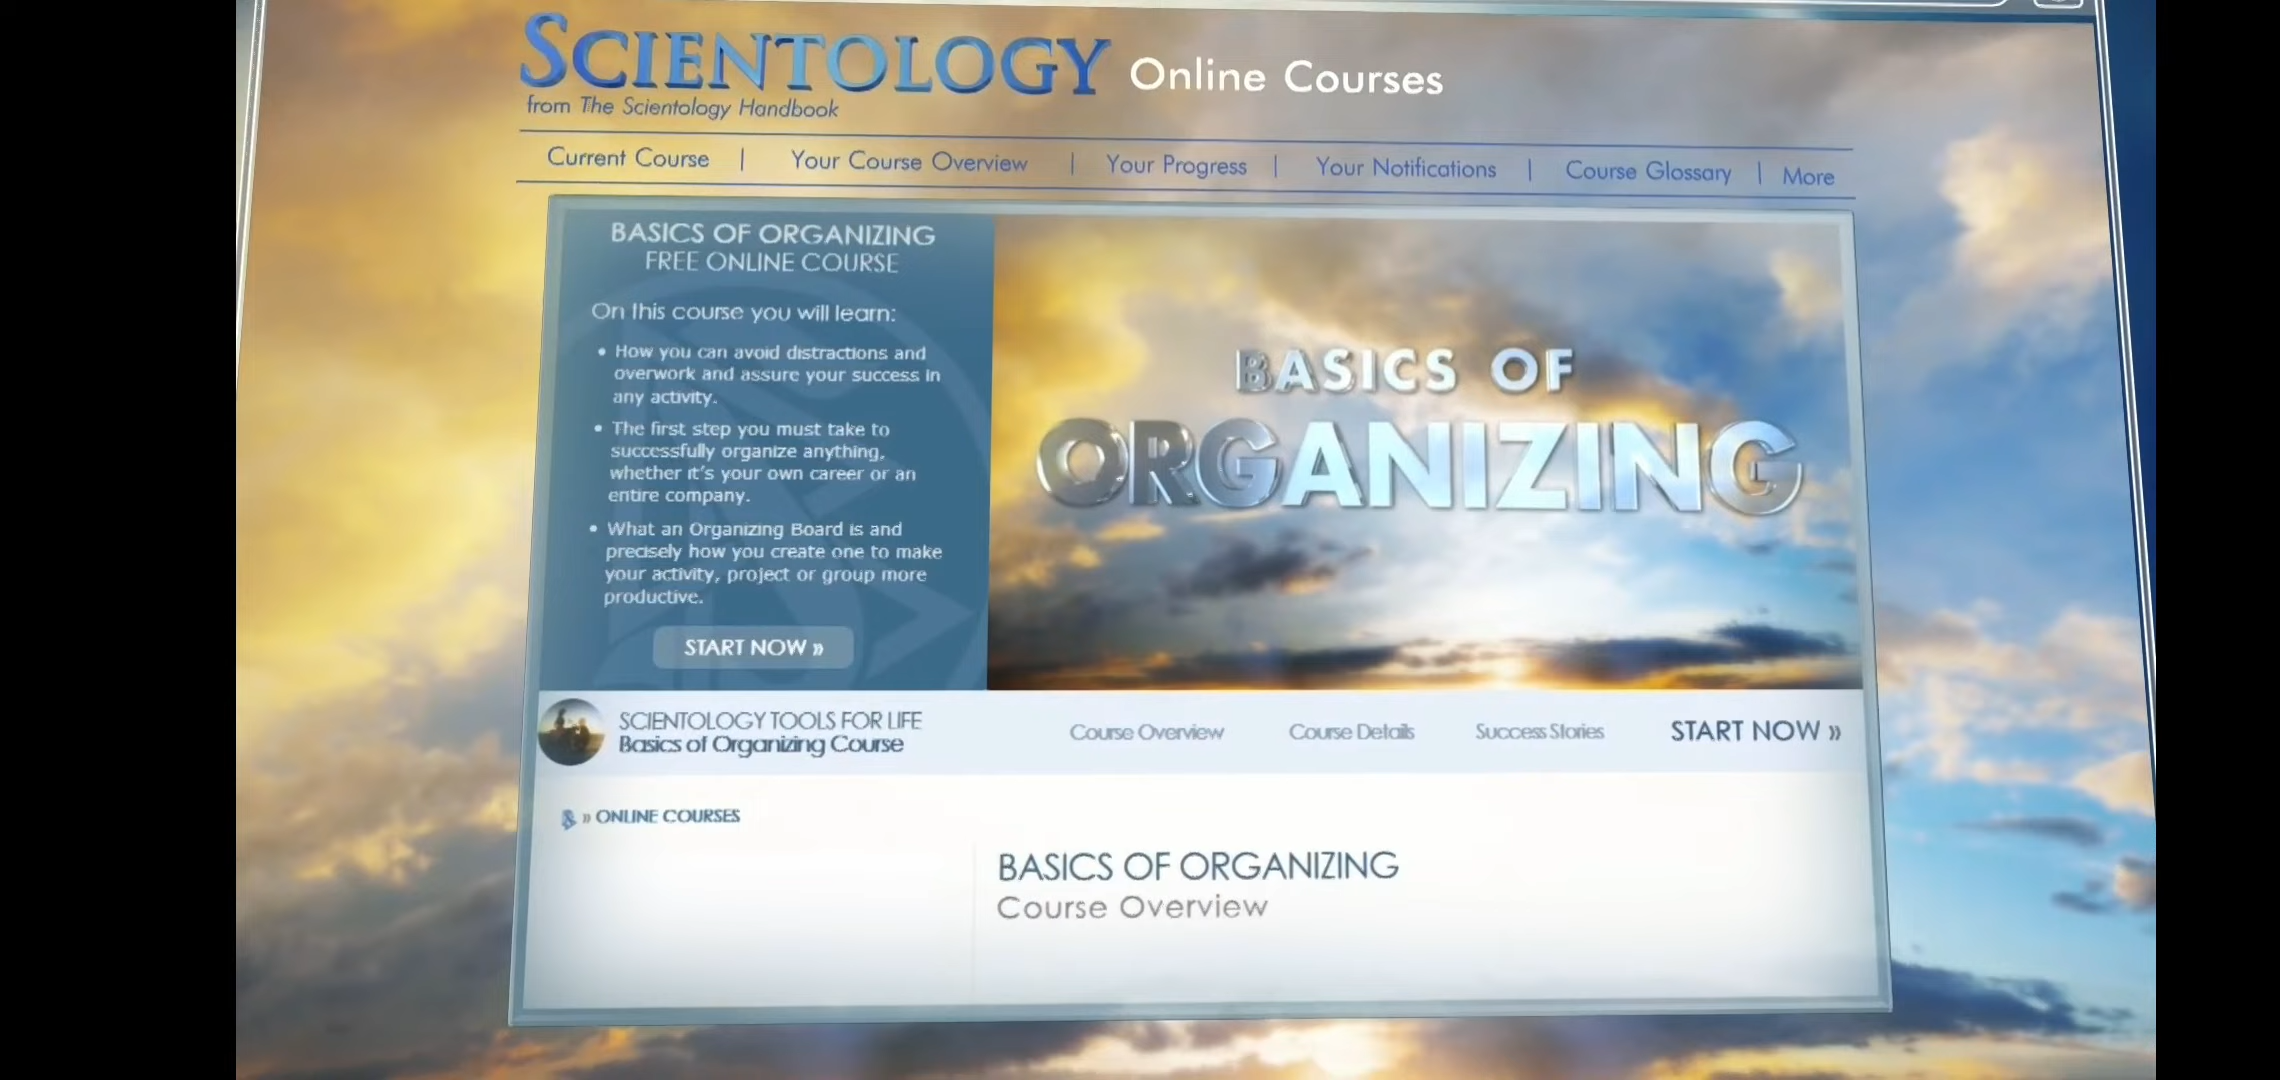 SCIENTOLOGY Online Courses
from The Scientology Handbook
Current Course | Your Course Overview | Your Progress | Your Notifications | Course Glossary | More
BASICS OF ORGANIZING
FREE ONLINE COURSE
On this course you will learn:
• How you can avoid distractions and
overwork and assure your success in
any activity.
• The first step you must take to
successfully organize anything,
whether it's your own career or an
entire company.
• What an Organizing Board is and
precisely how you create one to make
your activity, project or group more
productive.
START NOW »
BASICS OF
ORGANIZING
SCIENTOLOGY TOOLS FOR LIFE
Basics of Organizing Course
Course Overview Course Details Success Stories START NOW »
» ONLINE COURSES
BASICS OF ORGANIZING
Course Overview